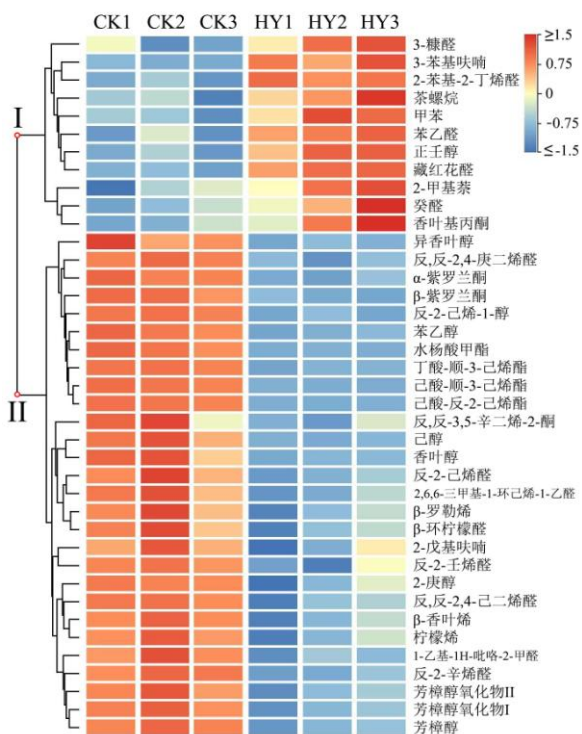 CK1 CK2 CK3 HY1 HY2 HY3
3-糠醛
3-苯基呋喃
2-苯基-2-丁烯醛
茶螺烷
甲苯
苯乙醛
正壬醇
藏红花醛
2-甲基萘
癸醛
香叶基丙酮
异香叶醇
反,反-2,4-庚二烯醛
α-紫罗兰酮
β-紫罗兰酮
反-2-己烯-1-醇
苯乙醇
水杨酸甲酯
丁酸-顺-3-己烯酯
己酸-顺-3-己烯酯
己酸-反-2-己烯酯
反,反-3,5-辛二烯-2-酮
己醇
香叶醇
反-2-己烯醛
2,6,6-三甲基-1-环己烯-1-乙醛
β-罗勒烯
β-环柠檬醛
2-戊基呋喃
反-2-壬烯醛
2-庚醇
反,反-2,4-己二烯醛
β-香叶烯
柠檬烯
1-乙基-1H-吡咯-2-甲醛
反-2-辛烯醛
芳樟醇氧化物II
芳樟醇氧化物I
芳樟醇
I
II
≥1.5
0.75
0
-0.75
≤-1.5